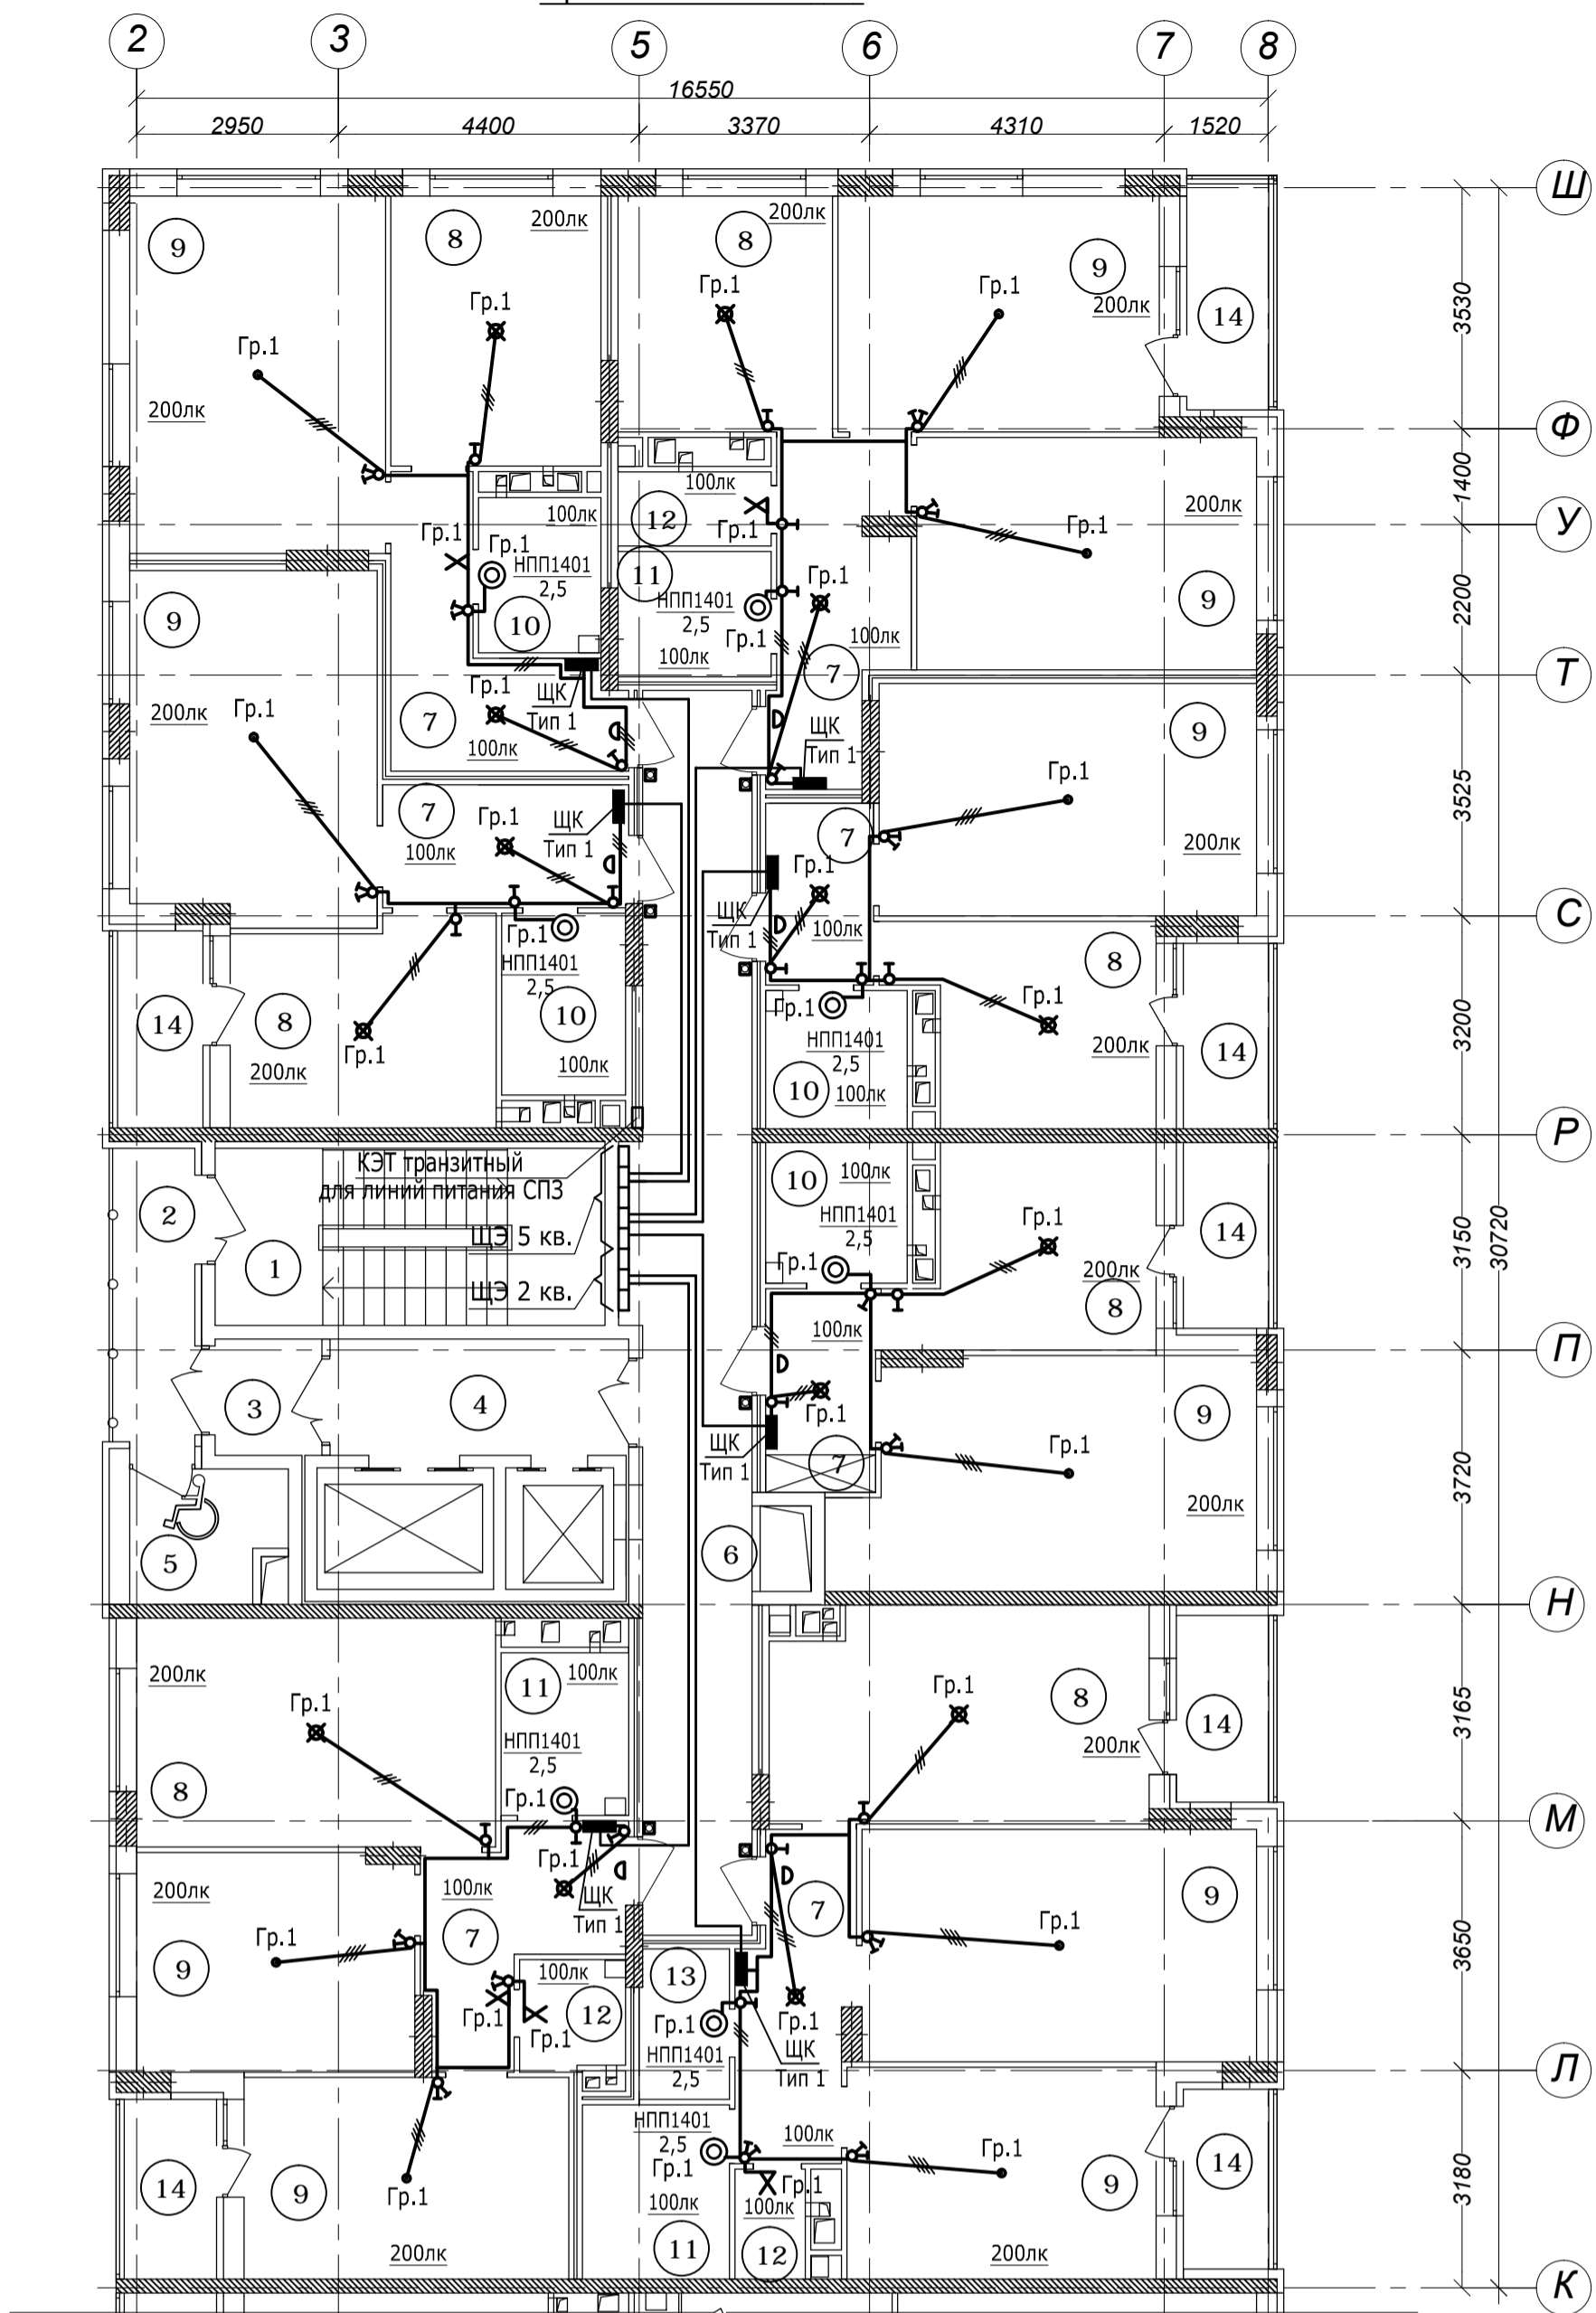 2
3
5
6
7
8
16550
2950
4400
3370
4310
1520
Ш
9
8
200лк
8
200лк
9
200лк
14
Гр.1
Гр.1
Гр.1
Гр.1
200лк
3530
Ф
1400
100лк
12
Гр.1
100лк
Гр.1
Гр.1
НПП1401
2,5
10
11
НПП1401
2,5
Гр.1
100лк
Гр.1
200лк
У
Гр.1
9
100лк
7
2200
Т
9
200лк
Гр.1
7
Гр.1
100лк
ЩК
Тип 1
ЩК
Тип 1
9
Гр.1
200лк
3525
7
100лк
Гр.1
ЩК
Тип 1
7
Гр.1
ЩК
Тип 1
100лк
С
Гр.1
НПП1401
2,5
10
100лк
14
8
200лк
Гр.1
8
Гр.1
200лк
14
Гр.1
НПП1401
2,5
100лк
10
3200
Р
КЭТ транзитный
для линий питания СПЗ
ЩЭ 5 кв.
ЩЭ 2 кв.
2
1
10
100лк
НПП1401
2,5
Гр.1
Гр.1
200лк
8
14
3150
30720
П
3
4
100лк
Гр.1
ЩК
Тип 1
7
9
Гр.1
200лк
3720
5
6
Н
200лк
Гр.1
8
11
100лк
НПП1401
2,5
Гр.1
Гр.1
8
200лк
14
3165
М
200лк
100лк
Гр.1
ЩК
Тип 1
7
Гр.1
9
7
Гр.1
9
3650
100лк
12
Гр.1
Гр.1
13
Гр.1
НПП1401
2,5
Гр.1
ЩК
Тип 1
Л
НПП1401
2,5
Гр.1
100лк
11
100лк
Гр.1
100лк
12
Гр.1
9
14
200лк
14
9
Гр.1
200лк
3180
К